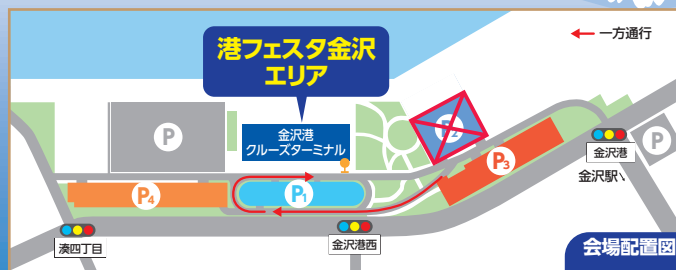 一方通行
港フェスタ金沢
エリア
P
金沢港
クルーズターミナル
P2
P3
金沢港
P
金沢駅
P4
P1
湊四丁目
金沢港西
会場配置図